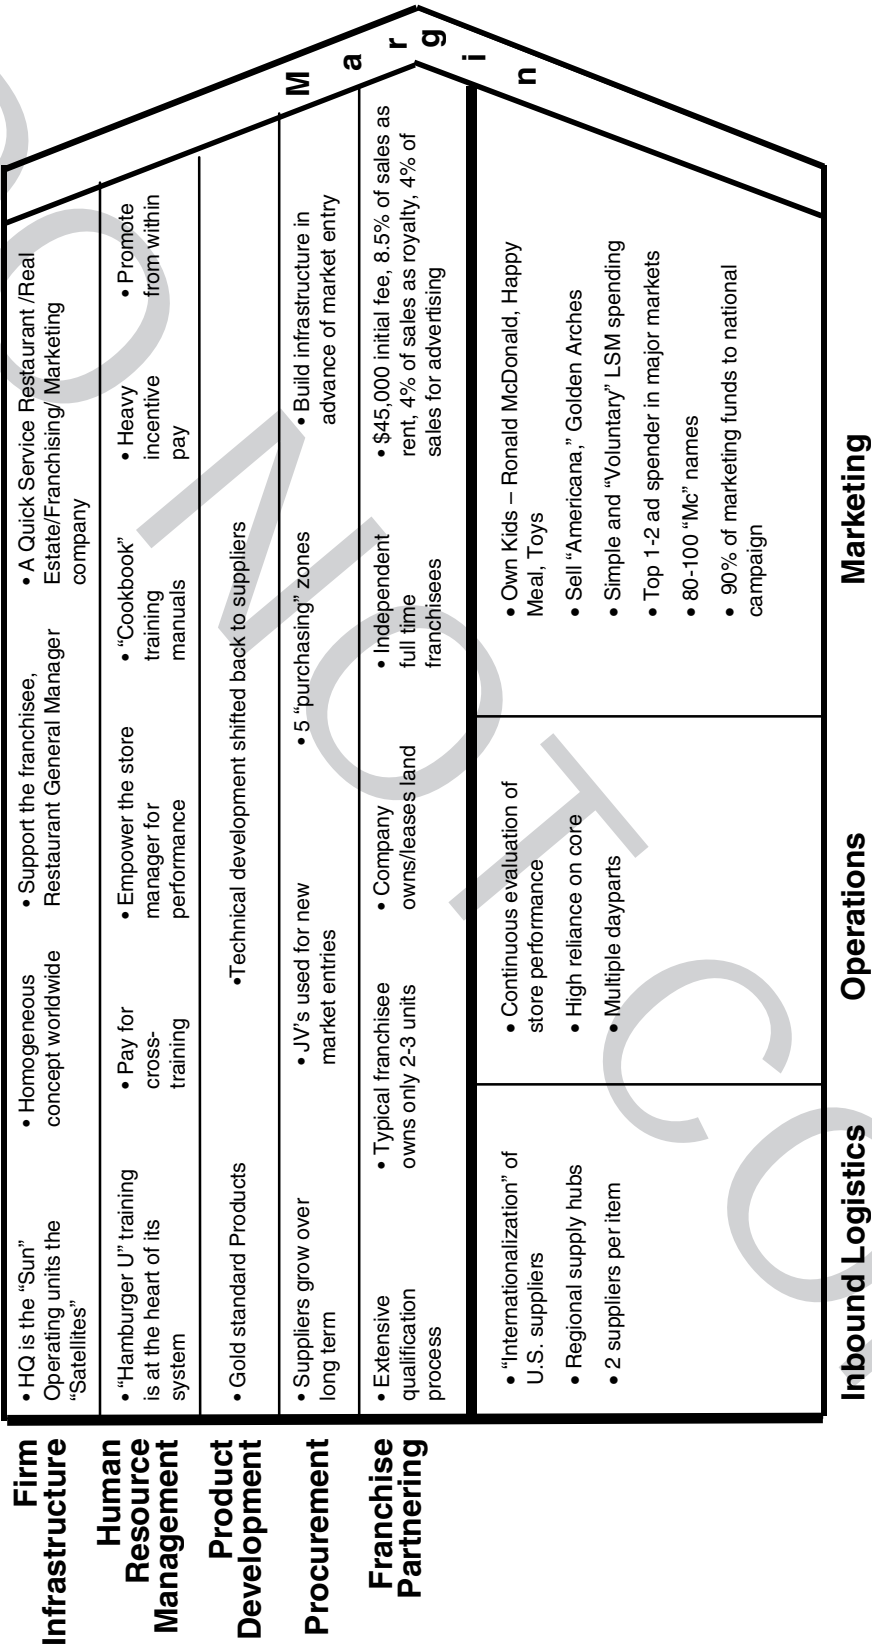 Firm
Infrastructure
• HQ is the “Sun”
Operating units the
“Satellites”
• Homogeneous
concept worldwide
• Support the franchisee,
Restaurant General Manager
• A Quick Service Restaurant /Real
Estate/Franchising/ Marketing
company
Human
Resource
Management
• “Hamburger U” training
is at the heart of its
system
• Pay for
cross-
training
• Empower the store
manager for
performance
• “Cookbook”
training
manuals
• Heavy
incentive
pay
• Promote
from within
Product
Development
• Gold standard Products
•Technical development shifted back to suppliers
Procurement
• Suppliers grow over
long term
• JV’s used for new
market entries
• 5 “purchasing” zones
• Build infrastructure in
advance of market entry
Franchise
Partnering
• Extensive
qualification
process
• Typical franchisee
owns only 2-3 units
• Company
owns/leases land
• Independent
full time
franchisees
• $45,000 initial fee, 8.5% of sales as
rent, 4% of sales as royalty, 4% of
sales for advertising
Margin
• “Internationalization” of
U.S. suppliers
• Regional supply hubs
• 2 suppliers per item
• Continuous evaluation of
store performance
• High reliance on core
• Multiple dayparts
• Own Kids – Ronald McDonald, Happy
Meal, Toys
• Sell “Americana,” Golden Arches
• Simple and “Voluntary” LSM spending
• Top 1-2 ad spender in major markets
• 80-100 “Mc” names
• 90% of marketing funds to national
campaign
Inbound Logistics
Operations
Marketing
O NOT CO